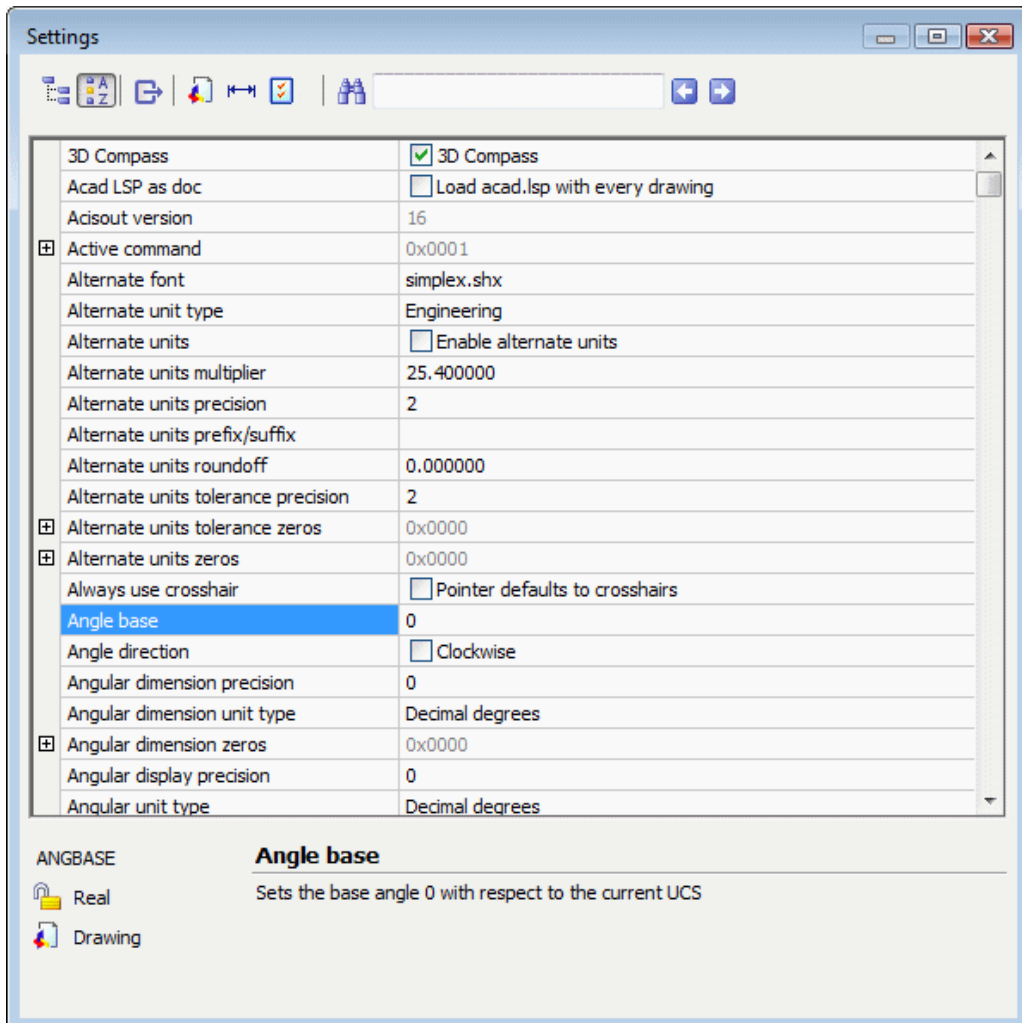 Settings
3D Compass 3D Compass
Acad LSP as doc Load acad.lsp with every drawing
Acisout version 16
Active command 0x0001
Alternate font simplex.shx
Alternate unit type Engineering
Alternate units Enable alternate units
Alternate units multiplier 25.400000
Alternate units precision 2
Alternate units prefix/suffix
Alternate units roundoff 0.000000
Alternate units tolerance precision 2
Alternate units tolerance zeros 0x0000
Alternate units zeros 0x0000
Always use crosshair Pointer defaults to crosshairs
Angle base 0
Angle direction Clockwise
Angular dimension precision 0
Angular dimension unit type Decimal degrees
Angular dimension zeros 0x0000
Angular display precision 0
Angular unit type Decimal degrees
ANGBASE Angle base
Real Sets the base angle 0 with respect to the current UCS
Drawing